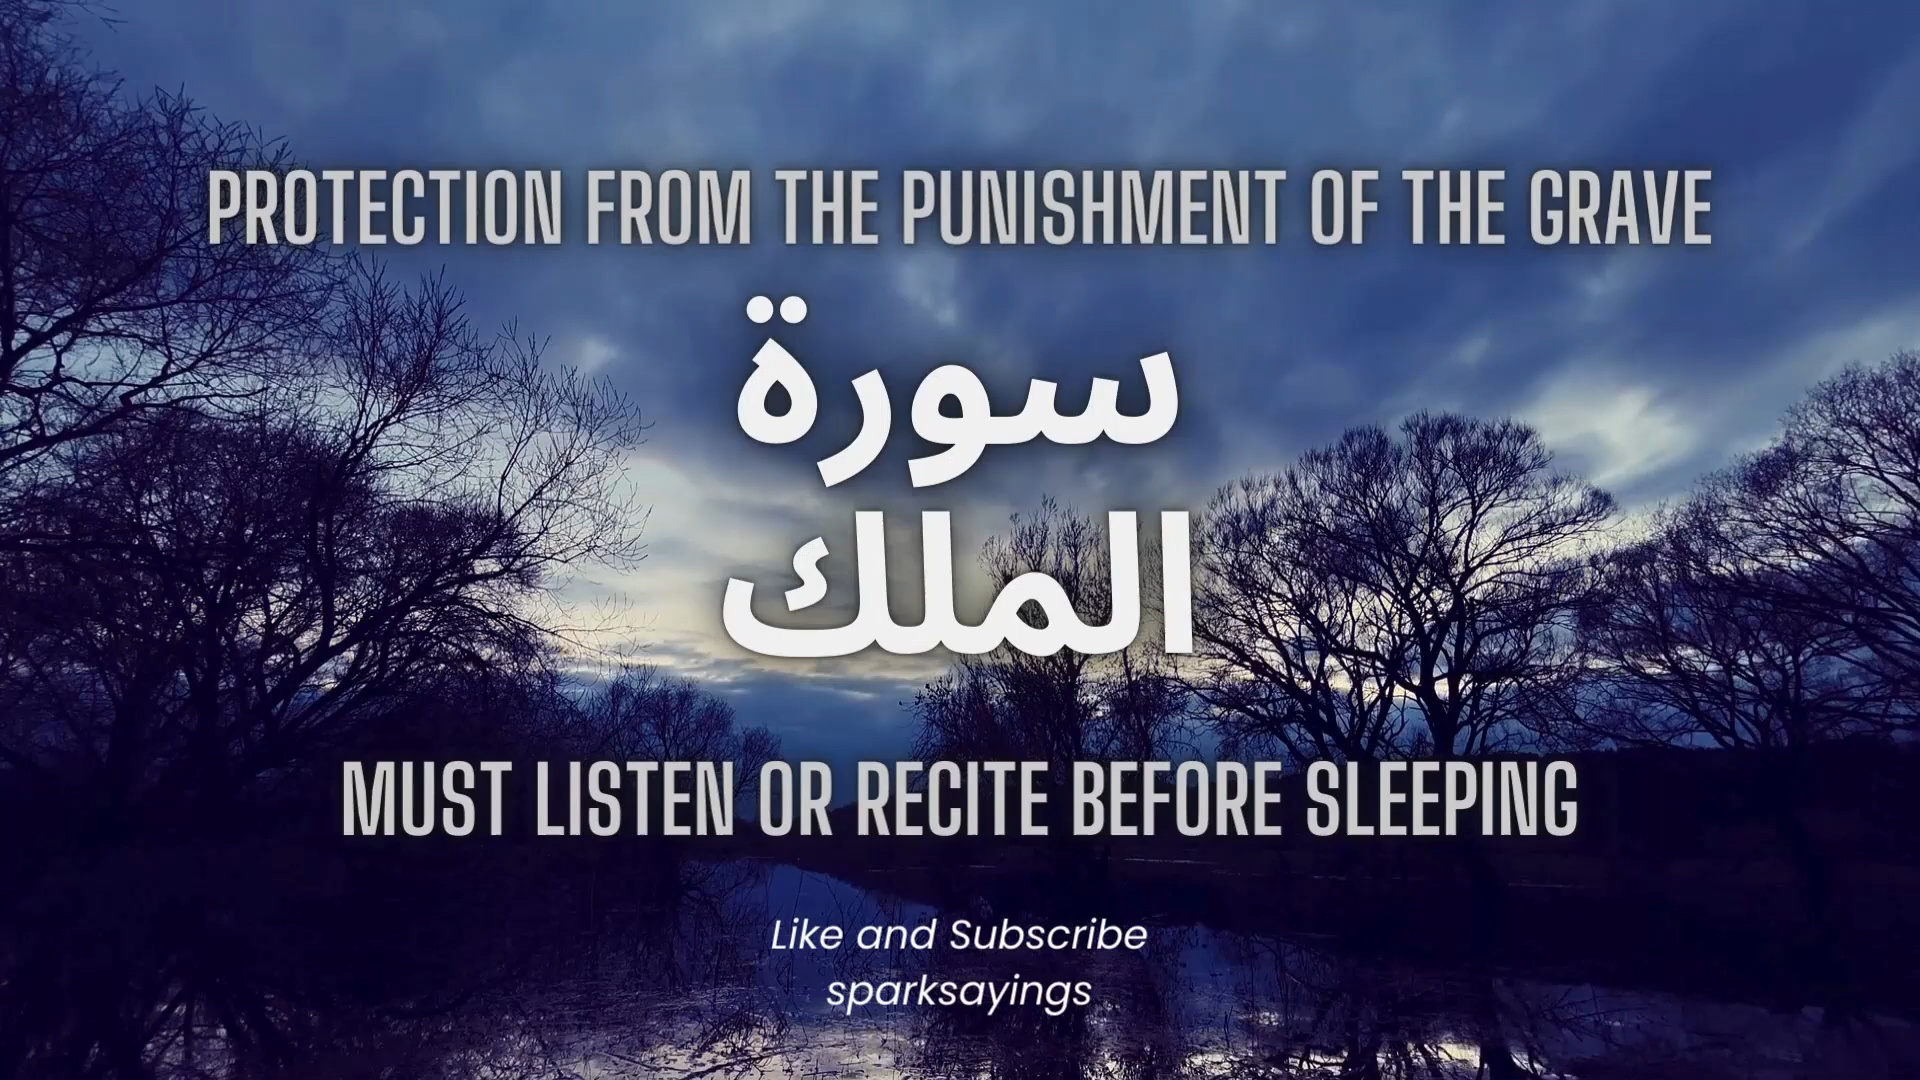 PROTECTION FROM THE PUNISHMENT OF THE GRAVE
سورة
الملك
MUST LISTEN OR RECITE BEFORE SLEEPING
Like and Subscribe
sparksayings